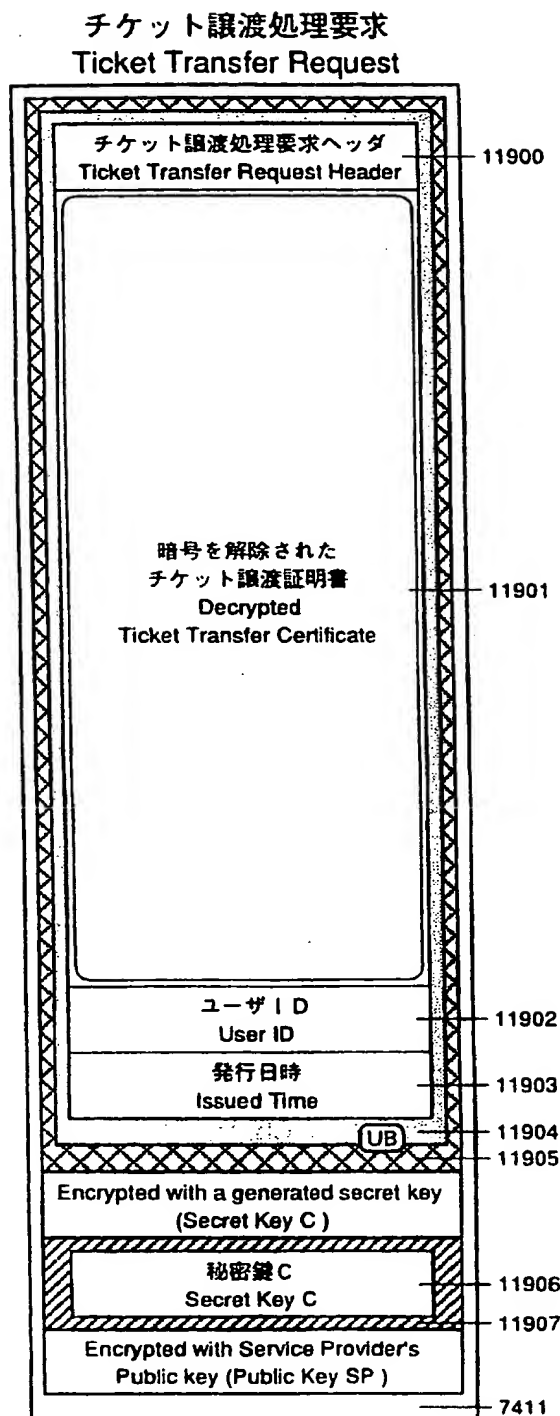 チケット譲渡処理要求
Ticket Transfer Request
チケット譲渡処理要求ヘッダ
Ticket Transfer Request Header
11900
暗号を解除された
チケット譲渡証明書
Decrypted
Ticket Transfer Certificate
11901
ユーザID
User ID
11902
発行日時
Issued Time
11903
11904
UB
11905
Encrypted with a generated secret key
(Secret Key C )
秘密鍵C
Secret Key C
11906
11907
Encrypted with Service Provider's
Public key (Public Key SP )
7411